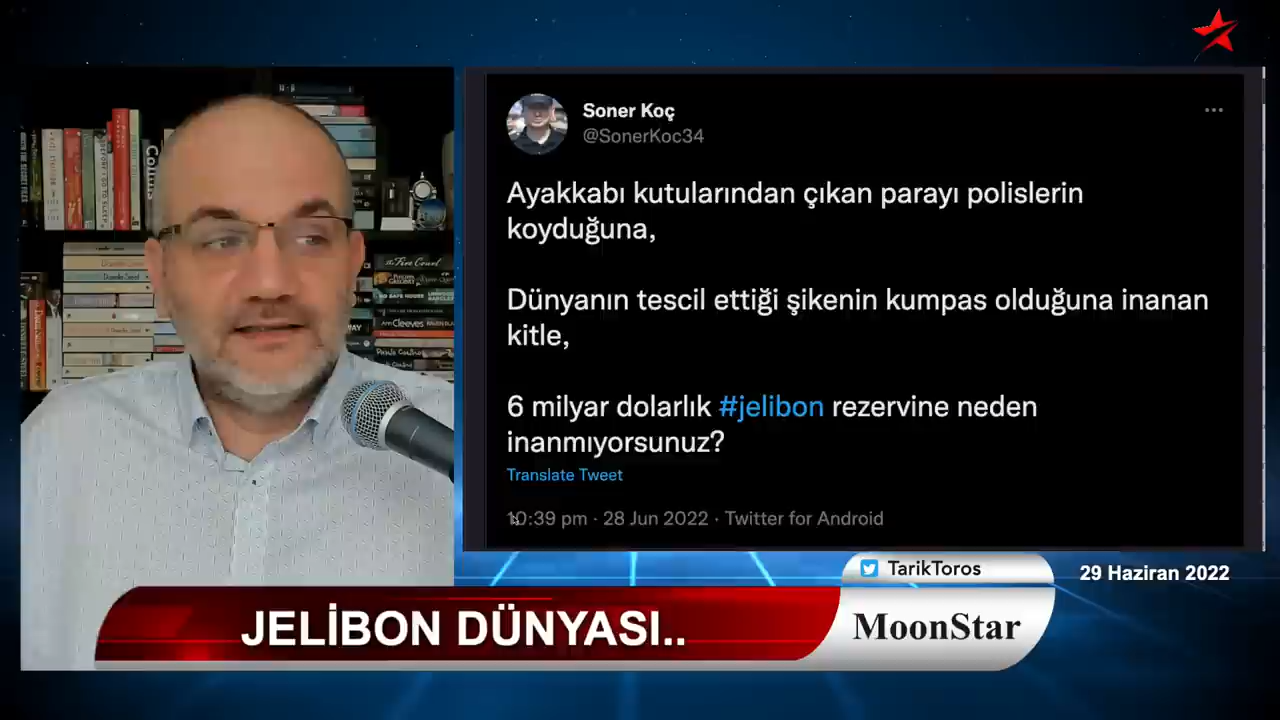 Soner Koç
@SonerKoc34
Ayakkabı kutularından çıkan parayı polislerin
koyduğuna,
Dünyanın tescil ettiği şikenin kumpas olduğuna inanan
kitle,
6 milyar dolarlık #jelibon rezervine neden
inanmıyorsunuz?
Translate Tweet
10:39 pm · 28 Jun 2022 · Twitter for Android
TarikToros
29 Haziran 2022
JELİBON DÜNYASI..
MoonStar